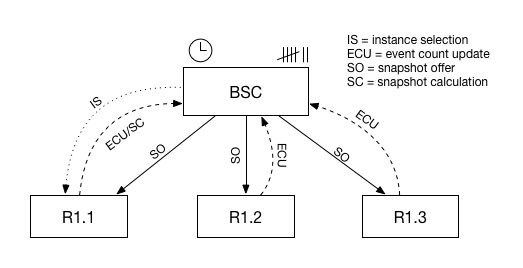 IS = instance selection
ECU = event count update
SO = snapshot offer
SC = snapshot calculation
BSC
IS
ECU/SC
SO
SO
ECU
SO
ECU
R1.1
R1.2
R1.3